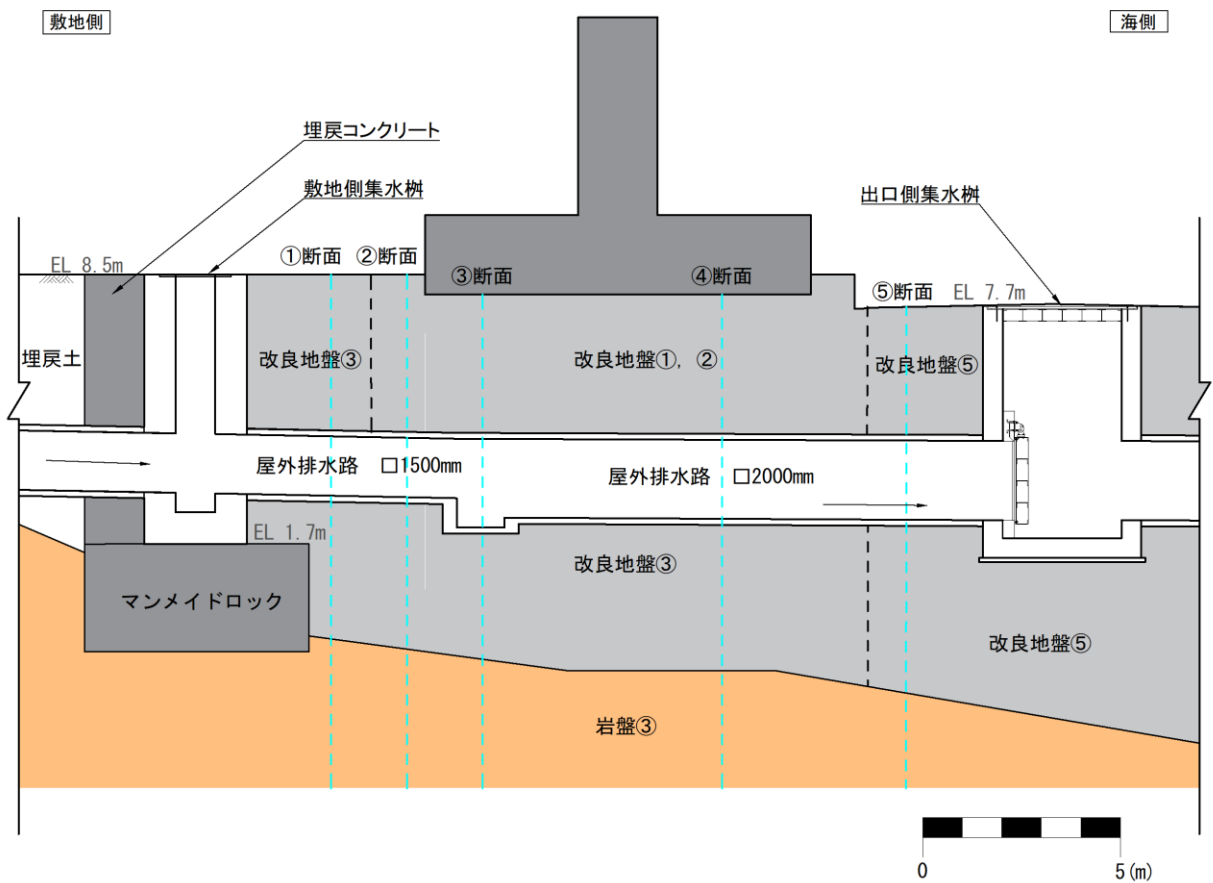 敷地側
海側
埋戻コンクリート
敷地側集水桝
出口側集水桝
EL 8.5m
①断面
②断面
③断面
④断面
⑤断面
EL 7.7m
埋戻土
改良地盤③
改良地盤①，②
改良地盤⑤
屋外排水路　□1500mm
屋外排水路　□2000mm
EL 1.7m
改良地盤③
マンメイドロック
改良地盤⑤
岩盤③
0
5(m)